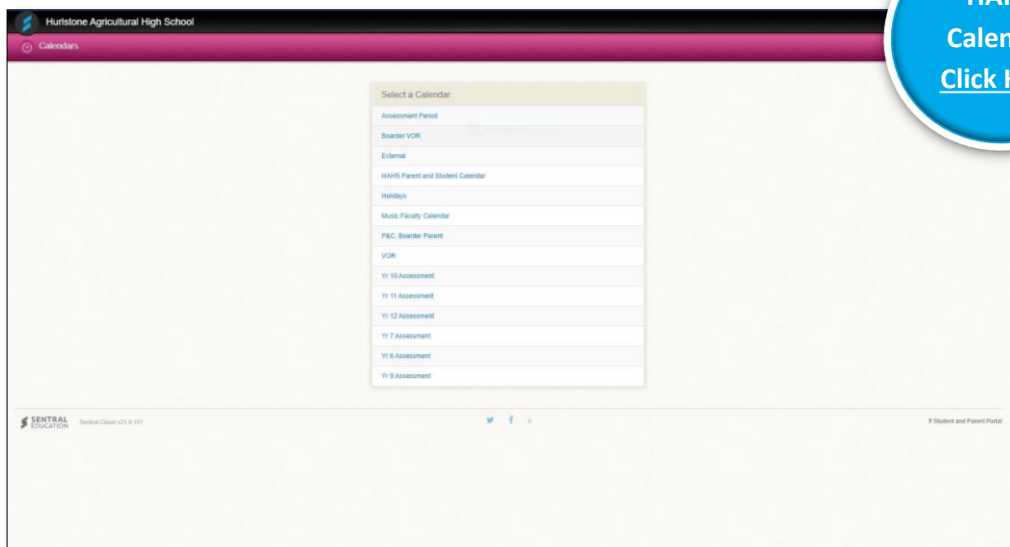 Hurlstone Agricultural High School
Calendars
Click
Select a Calendar
Assessment Period
Boarder VOR
External
HAHS Parent and Student Calendar
Holidays
Music Faculty Calendar
P&C, Boarder Parent
VOR
Yr 10 Assessment
Yr 11 Assessment
Yr 12 Assessment
Yr 7 Assessment
Yr 8 Assessment
Yr 9 Assessment
SENTRAL
EDUCATION
Sentral Cloud
? Student and Parent Portal